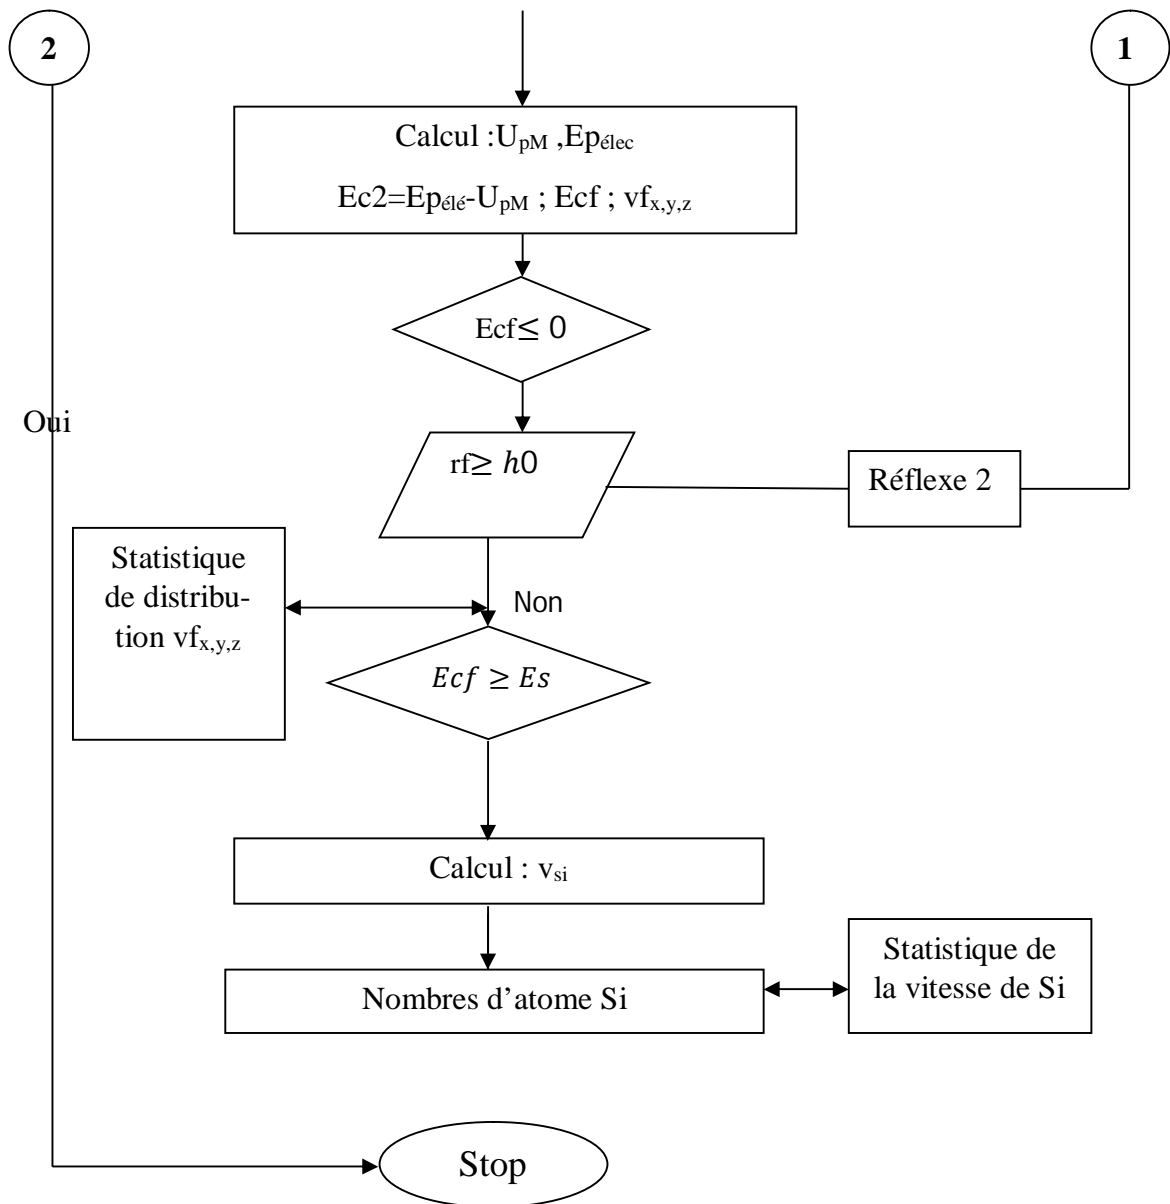 2
1
Calcul :UpM ,Epélec
Ec2=Epélé-UpM ; Ecf ; vfx,y,z
Ecf≤ 0
Oui
rf≥ h0
Réflexe 2
Statistique
de distribu-
tion vfx,y,z
Non
Ecf ≥ Es
Calcul : vsi
Statistique de
la vitesse de Si
Nombres d’atome Si
Stop